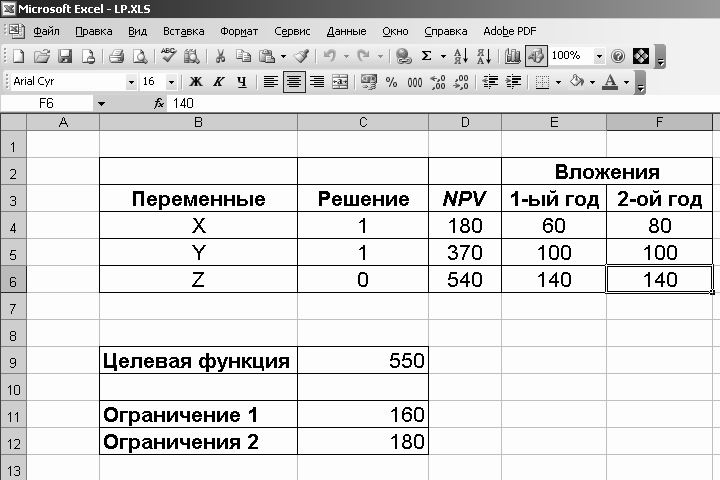 Microsoft Excel - LP.XLS
Файл Правка Вид Вставка Формат Сервис Данные Окно Справка Adobe PDF
100%
Arial Cyr 16 Ж К Ч % 000
F6 fx 140
A B C D E F
1
2 Вложения
3 Переменные Решение NPV 1-ый год 2-ой год
4 X 1 180 60 80
5 Y 1 370 100 100
6 Z 0 540 140 140
7
8
9 Целевая функция 550
10
11 Ограничение 1 160
12 Ограничения 2 180
13